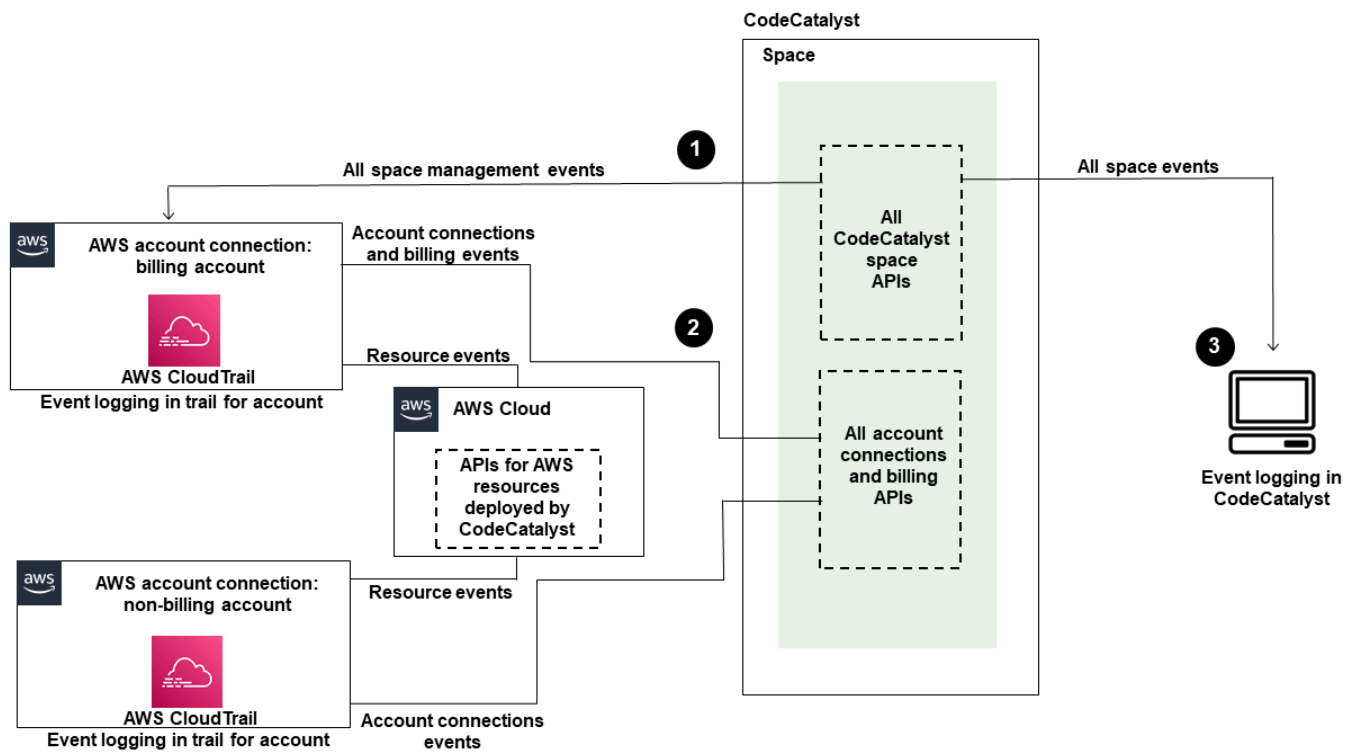 CodeCatalyst
Space
1
All space management events
All space events
All
CodeCatalyst
space
APIs
aws
AWS account connection:
billing account
AWS CloudTrail
Event logging in trail for account
Account connections
and billing events
2
Resource events
3
aws
AWS Cloud
APIs for AWS
resources
deployed by
CodeCatalyst
All account
connections
and billing
APIs
Event logging in
CodeCatalyst
aws
AWS account connection:
non-billing account
AWS CloudTrail
Event logging in trail for account
Resource events
Account connections
events